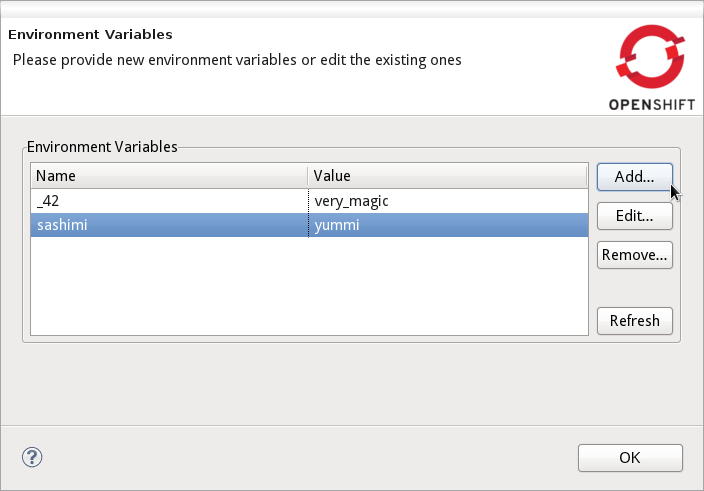 Environment Variables
Please provide new environment variables or edit the existing ones
OPENSHIFT
Environment Variables
Name Value
_42 very_magic
sashimi yummi
Add...
Edit...
Remove...
Refresh
?
OK